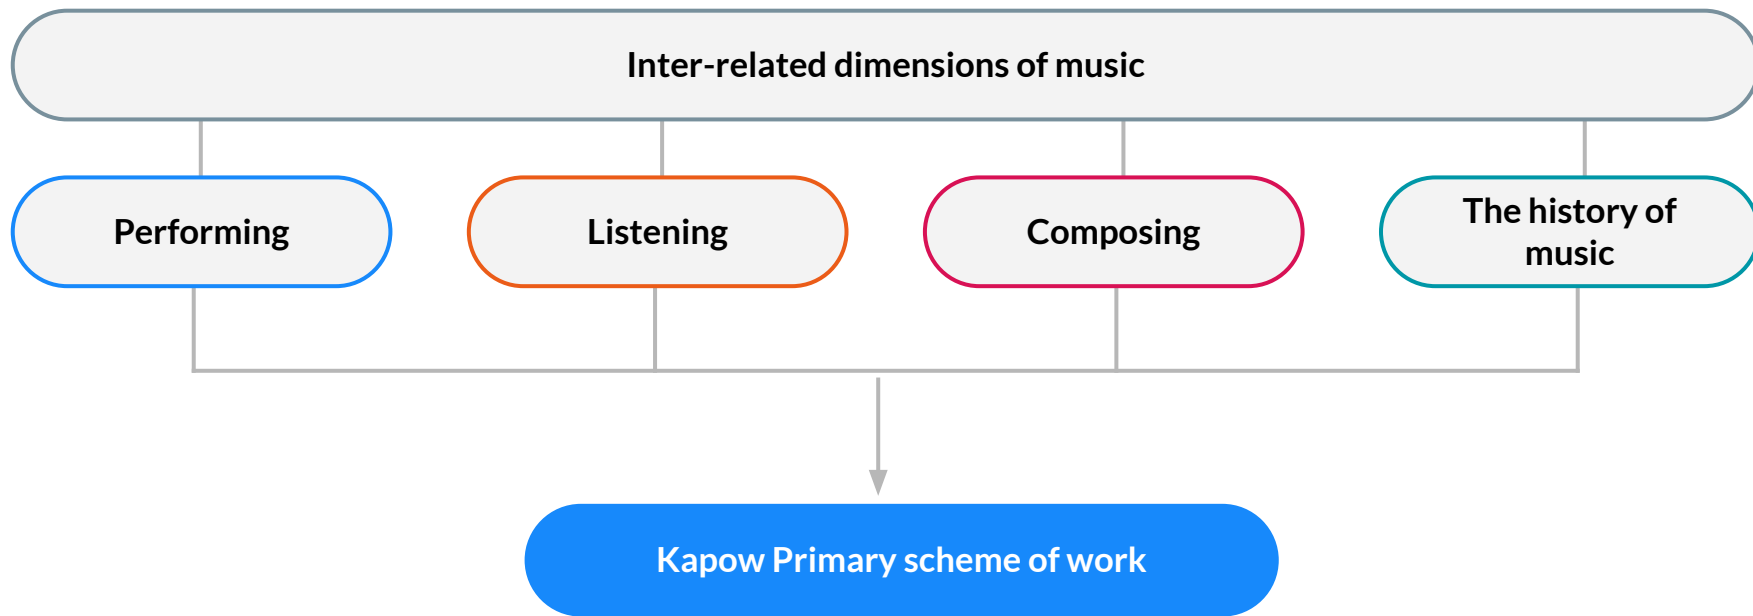 Inter-related dimensions of music
Performing
Listening
Composing
The history of
music
Kapow Primary scheme of work